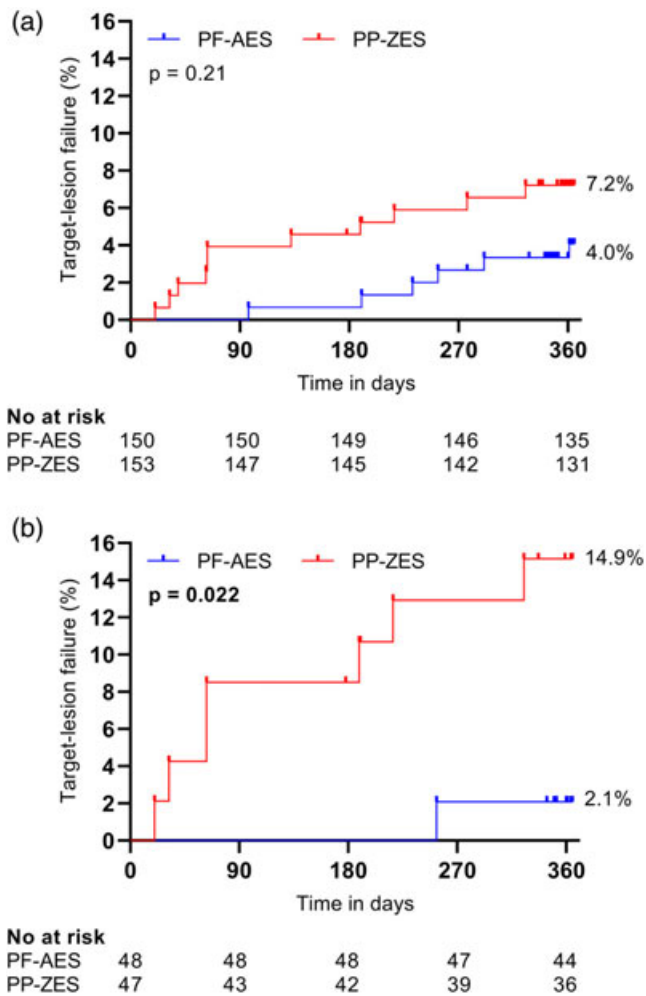 (a)
PF-AES PP-ZES
p = 0.21
Target-lesion failure (%)
16
14
12
10
8
6
4
2
0
7.2%
4.0%
0 90 180 270 360
Time in days
No at risk
PF-AES 150 150 149 146 135
PP-ZES 153 147 145 142 131
(b)
PF-AES PP-ZES
p = 0.022
Target-lesion failure (%)
16
14
12
10
8
6
4
2
0
14.9%
2.1%
0 90 180 270 360
Time in days
No at risk
PF-AES 48 48 48 47 44
PP-ZES 47 43 42 39 36